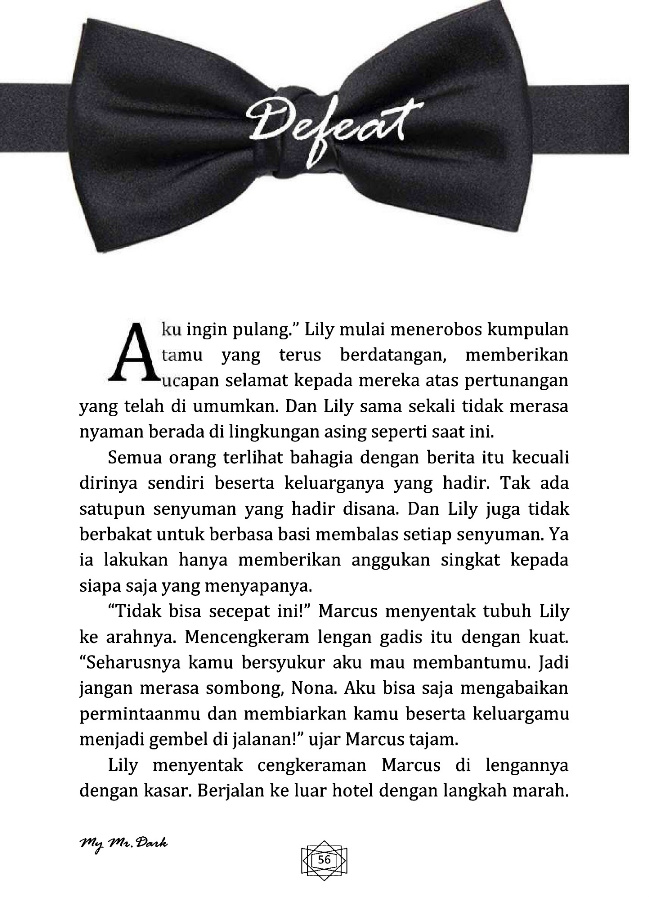 Defeat
Aku ingin pulang.” Lily mulai menerobos kumpulan
tamu yang terus berdatangan, memberikan
ucapan selamat kepada mereka atas pertunangan
yang telah di umumkan. Dan Lily sama sekali tidak merasa
nyaman berada di lingkungan asing seperti saat ini.
Semua orang terlihat bahagia dengan berita itu kecuali
dirinya sendiri beserta keluarganya yang hadir. Tak ada
satupun senyuman yang hadir disana. Dan Lily juga tidak
berbakat untuk berbasa basi membalas setiap senyuman. Ya
ia lakukan hanya memberikan anggukan singkat kepada
siapa saja yang menyapanya.
“Tidak bisa secepat ini!” Marcus menyentak tubuh Lily
ke arahnya. Mencengkeram lengan gadis itu dengan kuat.
“Seharusnya kamu bersyukur aku mau membantumu. Jadi
jangan merasa sombong, Nona. Aku bisa saja mengabaikan
permintaanmu dan membiarkan kamu beserta keluargamu
menjadi gembel di jalanan!” ujar Marcus tajam.
Lily menyentak cengkeraman Marcus di lengannya
dengan kasar. Berjalan ke luar hotel dengan langkah marah.
My Mr. Dark
56